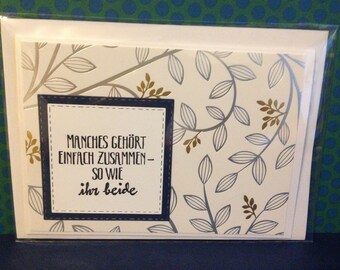 MANCHES GEHÖRT
EINFACH ZUSAMMEN –
SO WIE
ihr beide